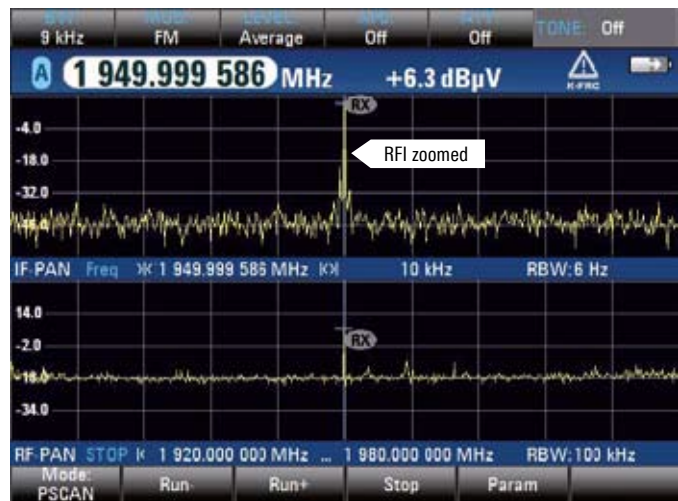 9 kHz FM Average Off Off TONE: Off
A 1 949.999 586 MHz +6.3 dBµV
RX
-4.0
RFI zoomed
-18.0
-32.0
IF-PAN Freq 1 949.999 586 MHz 10 kHz RBW:6 Hz
14.0
-2.0
RX
-18.0
-34.0
RF-PAN STOP 1 920.000 000 MHz ... 1 980.000 000 MHz RBW:100 kHz
Mode:
PSCAN Run- Run+ Stop Param